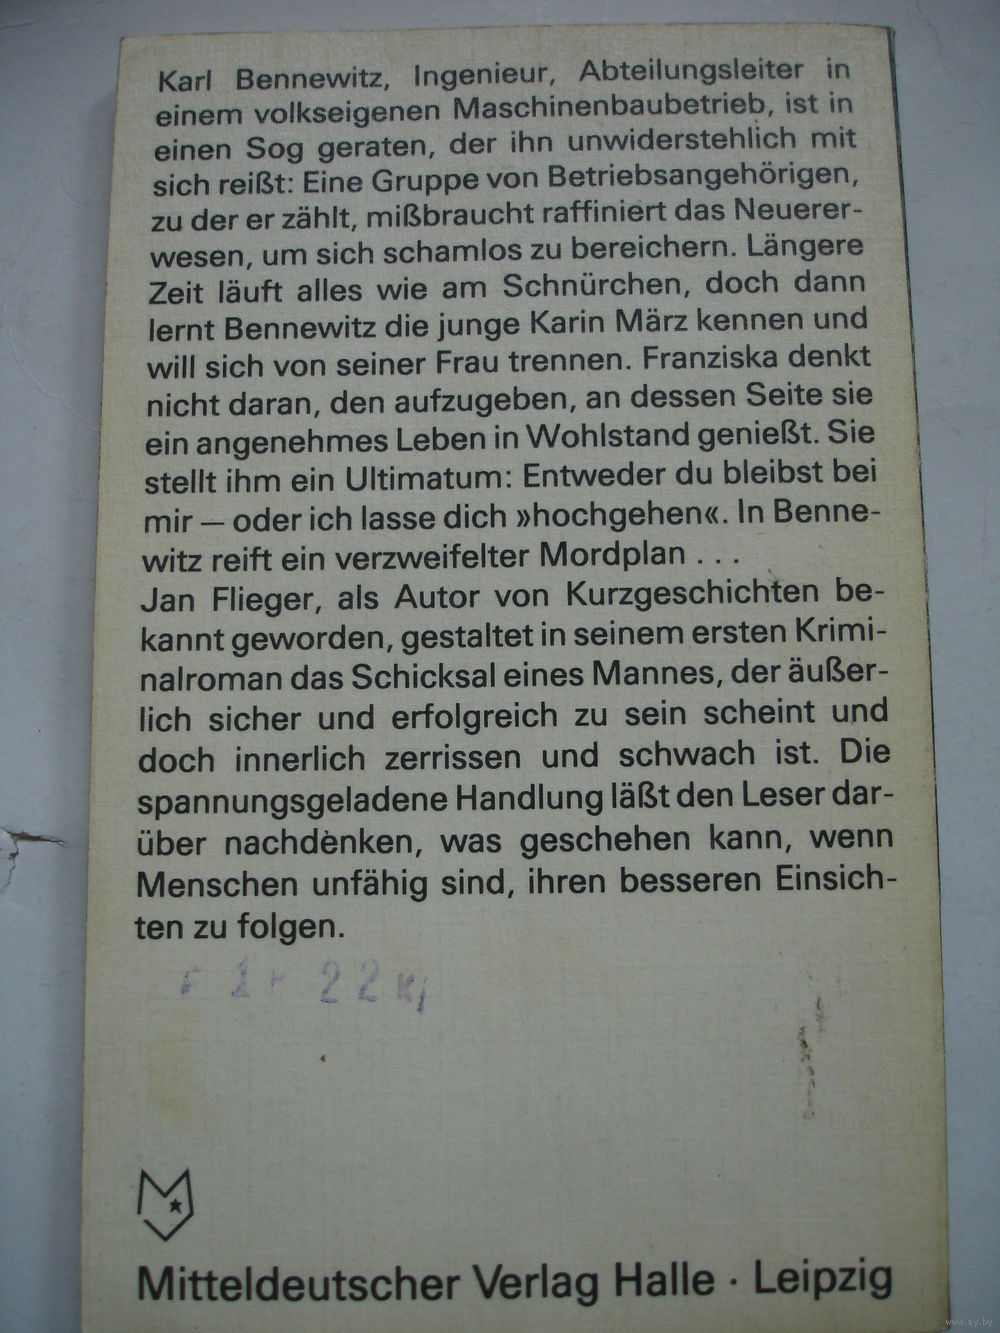 Karl Bennewitz, Ingenieur, Abteilungsleiter in
einem volkseigenen Maschinenbaubetrieb, ist in
einen Sog geraten, der ihn unwiderstehlich mit
sich reißt: Eine Gruppe von Betriebsangehörigen,
zu der er zählt, mißbraucht raffiniert das Neuerer-
wesen, um sich schamlos zu bereichern. Längere
Zeit läuft alles wie am Schnürchen, doch dann
lernt Bennewitz die junge Karin März kennen und
will sich von seiner Frau trennen. Franziska denkt
nicht daran, den aufzugeben, an dessen Seite sie
ein angenehmes Leben in Wohlstand genießt. Sie
stellt ihm ein Ultimatum: Entweder du bleibst bei
mir — oder ich lasse dich »hochgehen«. In Benne-
witz reift ein verzweifelter Mordplan . . .
Jan Flieger, als Autor von Kurzgeschichten be-
kannt geworden, gestaltet in seinem ersten Krimi-
nalroman das Schicksal eines Mannes, der äußer-
lich sicher und erfolgreich zu sein scheint und
doch innerlich zerrissen und schwach ist. Die
spannungsgeladene Handlung läßt den Leser dar-
über nachdenken, was geschehen kann, wenn
Menschen unfähig sind, ihren besseren Einsich-
ten zu folgen.
Mitteldeutscher Verlag Halle · Leipzig
www.ay.by